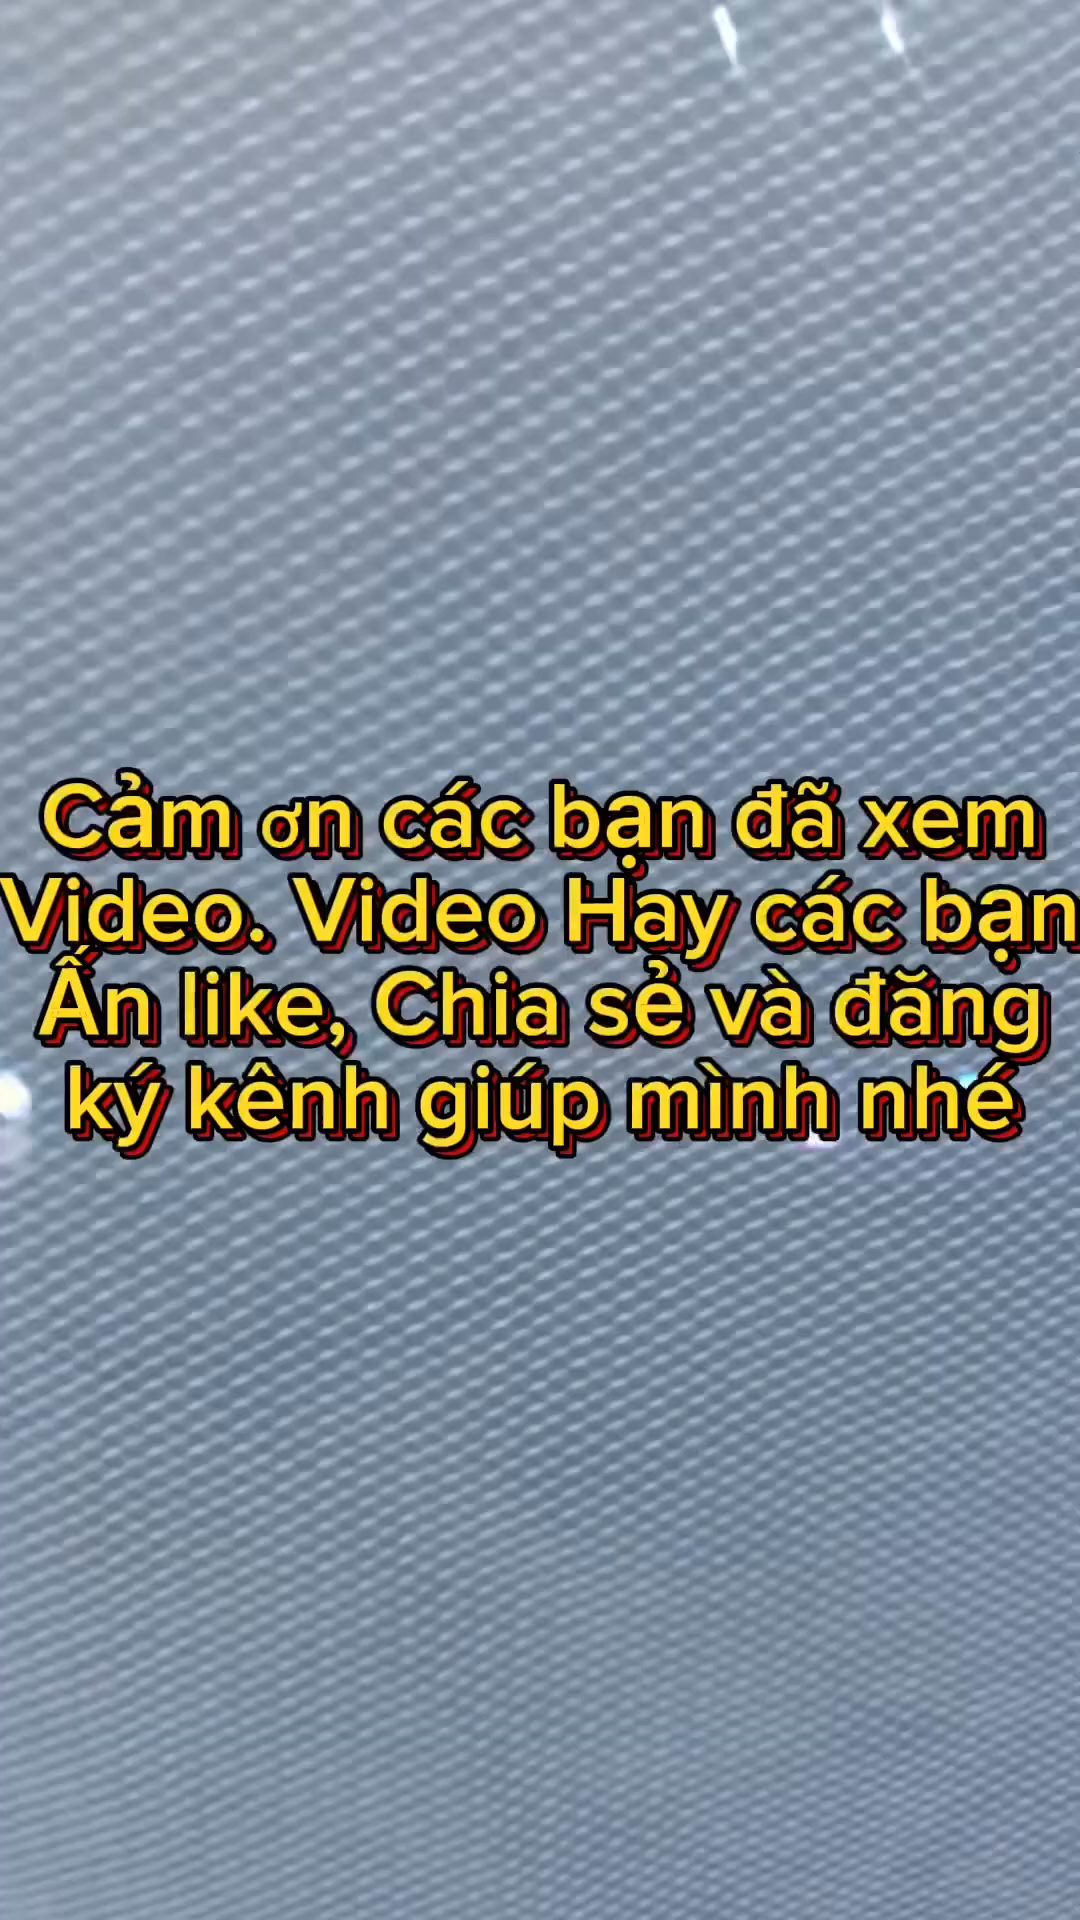 Cảm ơn các bạn đã xem
Video. Video Hay các bạn
Ấn like, Chia sẻ và đăng
ký kênh giúp mình nhé